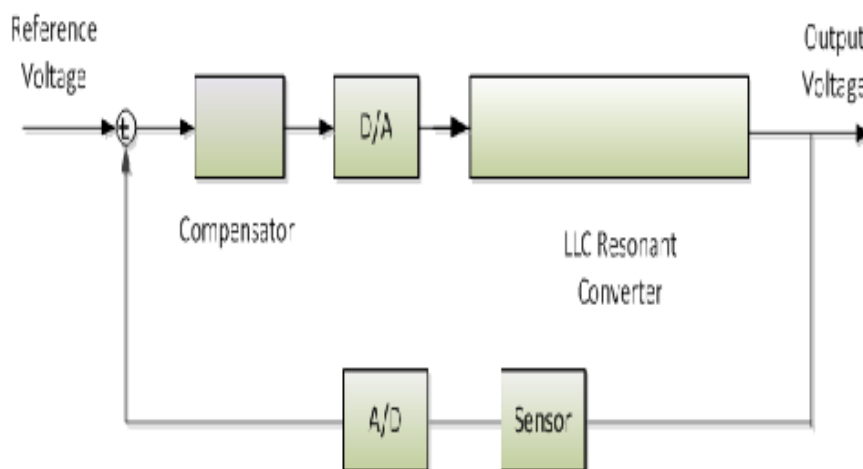 Reference
Voltage
Output
Voltage
±
D/A
Compensator
LLC Resonant
Converter
A/D
Sensor